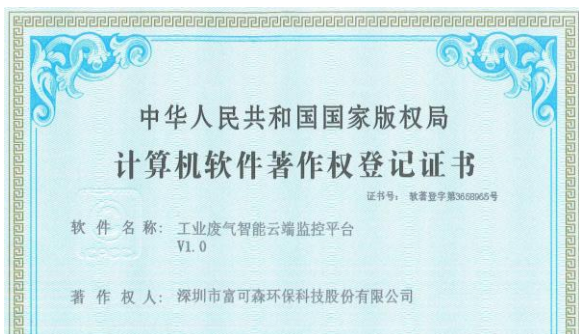 中华人民共和国国家版权局
计算机软件著作权登记证书
证书号: 软著登字第3658965号
软件名称: 工业废气智能云端监控平台
V1.0
著作权人: 深圳市富可森环保科技股份有限公司